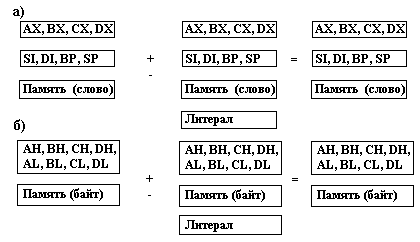 а)
AX, BX, CX, DX AX, BX, CX, DX AX, BX, CX, DX
SI, DI, BP, SP + SI, DI, BP, SP = SI, DI, BP, SP
-
Память (слово) Память (слово) Память (слово)
Литерал
б)
AH, BH, CH, DH, AH, BH, CH, DH, AH, BH, CH, DH,
AL, BL, CL, DL AL, BL, CL, DL AL, BL, CL, DL
+ =
Память (байт) - Память (байт) Память (байт)
Литерал